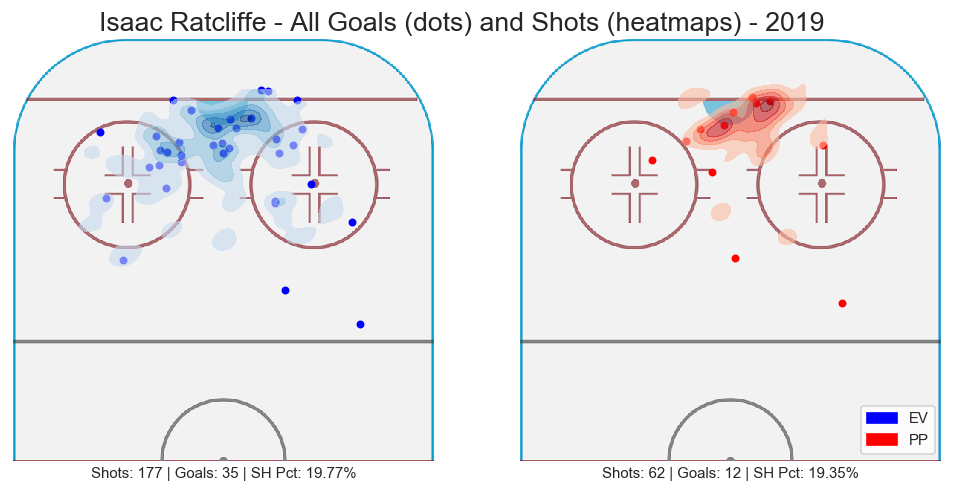 Isaac Ratcliffe - All Goals (dots) and Shots (heatmaps) - 2019
EV
PP
Shots: 177 | Goals: 35 | SH Pct: 19.77%
Shots: 62 | Goals: 12 | SH Pct: 19.35%